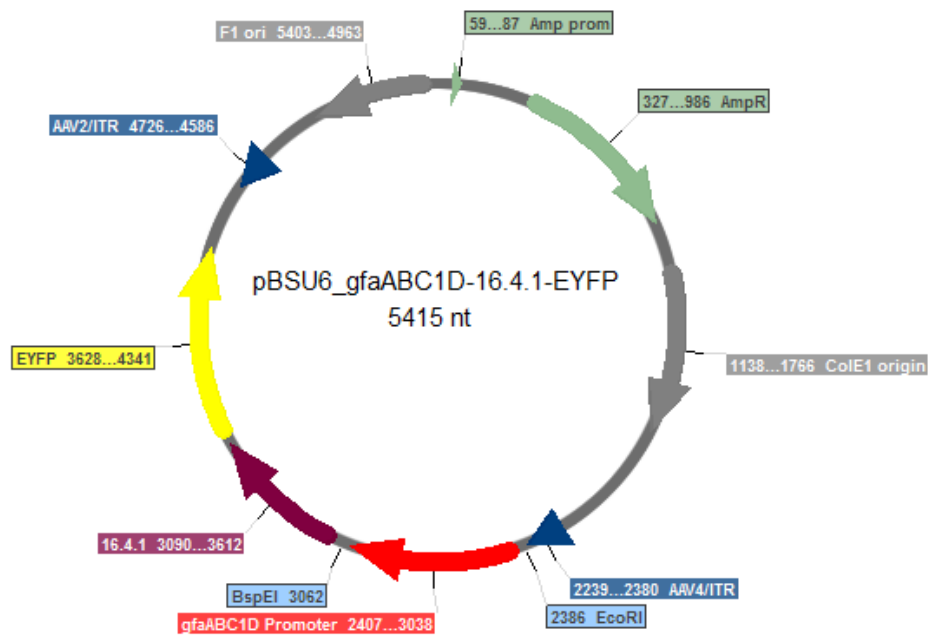 59...87 Amp prom
F1 ori 5403...4963
327...986 AmpR
AAV2/ITR 4726...4586
pBSU6_gfaABC1D-16.4.1-EYFP
5415 nt
EYFP 3628...4341
1138...1766 ColE1 origin
16.4.1 3090...3612
BspEI 3062
2239...2380 AAV4/ITR
gfaABC1D Promoter 2407...3038
2386 EcoRI